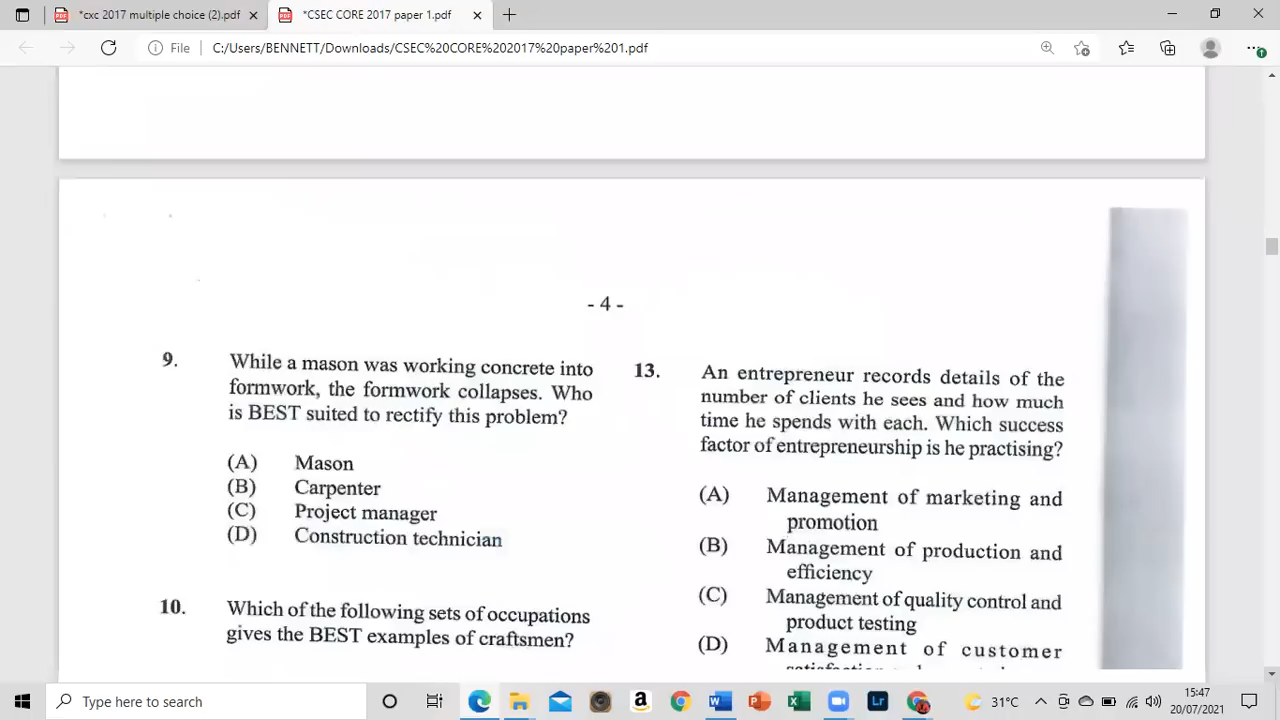 *cxc 2017 multiple choice (2).pdf
*CSEC CORE 2017 paper 1.pdf
File
C:/Users/BENNETT/Downloads/CSEC%20CORE%202017%20paper%201.pdf
- 4 -
9.
While a mason was working concrete into
formwork, the formwork collapses. Who
is BEST suited to rectify this problem?
(A) Mason
(B) Carpenter
(C) Project manager
(D) Construction technician
10.
Which of the following sets of occupations
gives the BEST examples of craftsmen?
13.
An entrepreneur records details of the
number of clients he sees and how much
time he spends with each. Which success
factor of entrepreneurship is he practising?
(A) Management of marketing and
promotion
(B) Management of production and
efficiency
(C) Management of quality control and
product testing
(D) Management of customer
Type here to search
31°C
15:47
20/07/2021